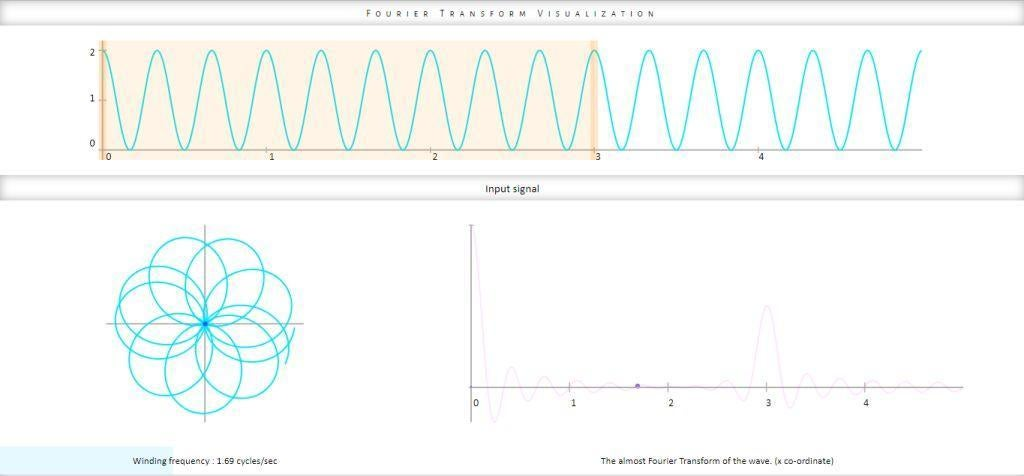 Fourier Transform Visualization
2
1
0
0 1 2 3 4
Input signal
0 1 2 3 4
Winding frequency : 1.69 cycles/sec
The almost Fourier Transform of the wave. (x co-ordinate)